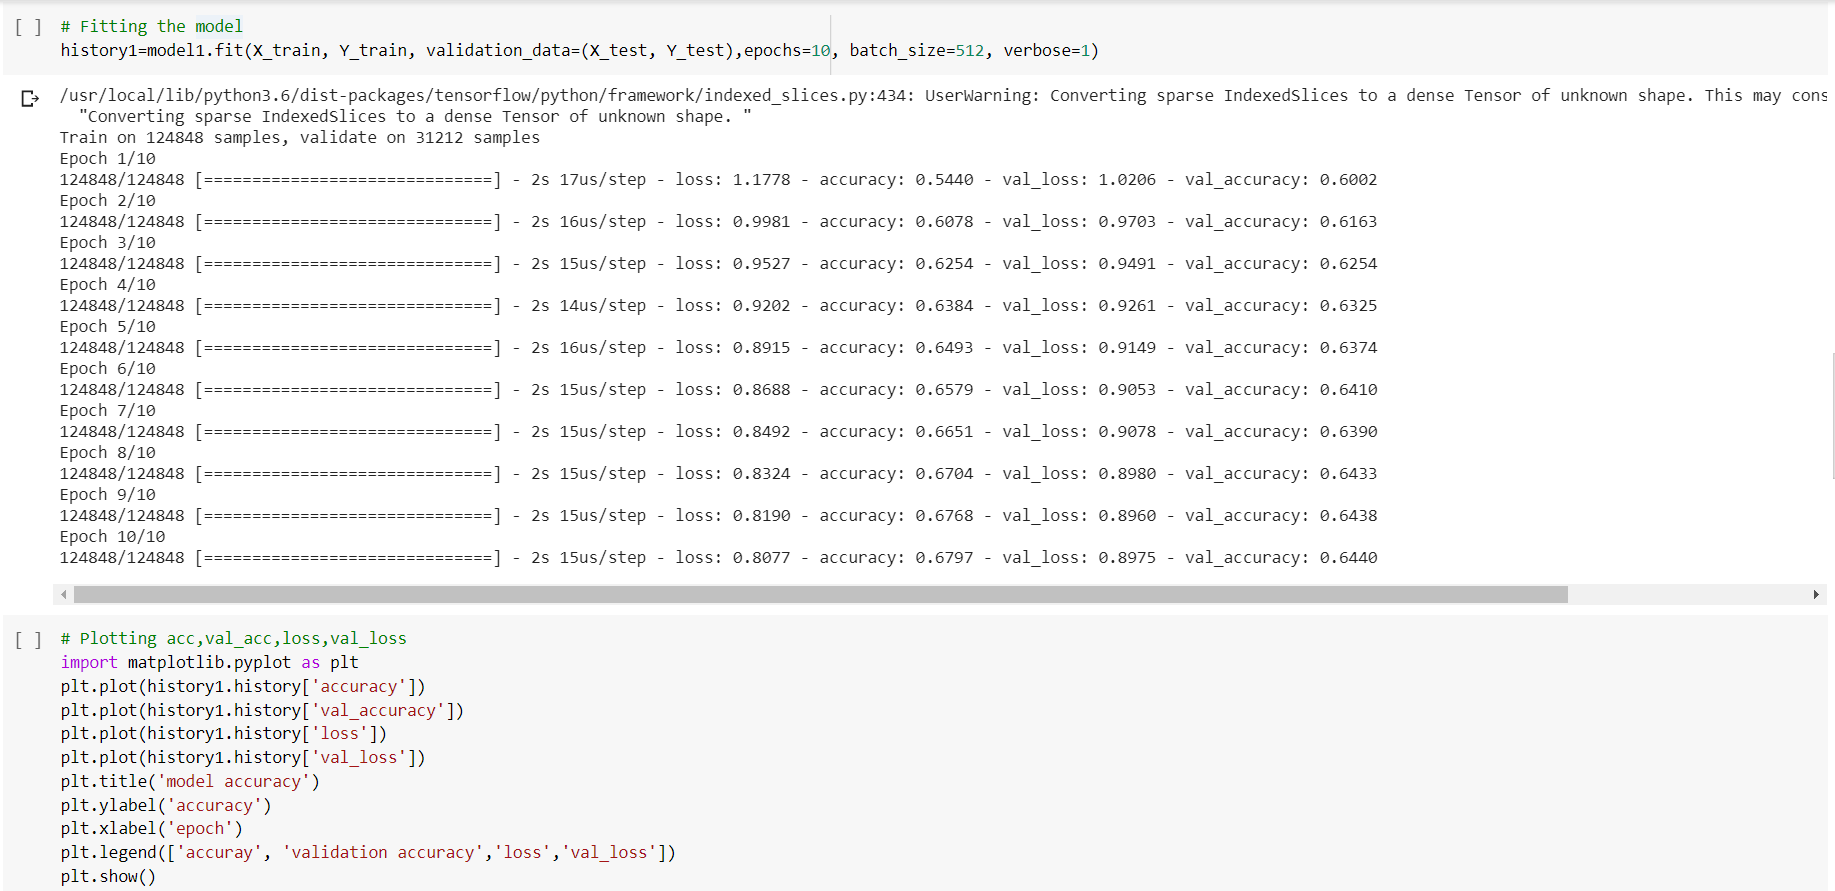 [ ] # Fitting the model
history1=model1.fit(X_train, Y_train, validation_data=(X_test, Y_test),epochs=10, batch_size=512, verbose=1)
/usr/local/lib/python3.6/dist-packages/tensorflow/python/framework/indexed_slices.py:434: UserWarning: Converting sparse IndexedSlices to a dense Tensor of unknown shape. This may cons
"Converting sparse IndexedSlices to a dense Tensor of unknown shape. "
Train on 124848 samples, validate on 31212 samples
Epoch 1/10
124848/124848 [==============================] - 2s 17us/step - loss: 1.1778 - accuracy: 0.5440 - val_loss: 1.0206 - val_accuracy: 0.6002
Epoch 2/10
124848/124848 [==============================] - 2s 16us/step - loss: 0.9981 - accuracy: 0.6078 - val_loss: 0.9703 - val_accuracy: 0.6163
Epoch 3/10
124848/124848 [==============================] - 2s 15us/step - loss: 0.9527 - accuracy: 0.6254 - val_loss: 0.9491 - val_accuracy: 0.6254
Epoch 4/10
124848/124848 [==============================] - 2s 14us/step - loss: 0.9202 - accuracy: 0.6384 - val_loss: 0.9261 - val_accuracy: 0.6325
Epoch 5/10
124848/124848 [==============================] - 2s 16us/step - loss: 0.8915 - accuracy: 0.6493 - val_loss: 0.9149 - val_accuracy: 0.6374
Epoch 6/10
124848/124848 [==============================] - 2s 15us/step - loss: 0.8688 - accuracy: 0.6579 - val_loss: 0.9053 - val_accuracy: 0.6410
Epoch 7/10
124848/124848 [==============================] - 2s 15us/step - loss: 0.8492 - accuracy: 0.6651 - val_loss: 0.9078 - val_accuracy: 0.6390
Epoch 8/10
124848/124848 [==============================] - 2s 15us/step - loss: 0.8324 - accuracy: 0.6704 - val_loss: 0.8980 - val_accuracy: 0.6433
Epoch 9/10
124848/124848 [==============================] - 2s 15us/step - loss: 0.8190 - accuracy: 0.6768 - val_loss: 0.8960 - val_accuracy: 0.6438
Epoch 10/10
124848/124848 [==============================] - 2s 15us/step - loss: 0.8077 - accuracy: 0.6797 - val_loss: 0.8975 - val_accuracy: 0.6440
[ ] # Plotting acc,val_acc,loss,val_loss
import matplotlib.pyplot as plt
plt.plot(history1.history['accuracy'])
plt.plot(history1.history['val_accuracy'])
plt.plot(history1.history['loss'])
plt.plot(history1.history['val_loss'])
plt.title('model accuracy')
plt.ylabel('accuracy')
plt.xlabel('epoch')
plt.legend(['accuray', 'validation accuracy','loss','val_loss'])
plt.show()